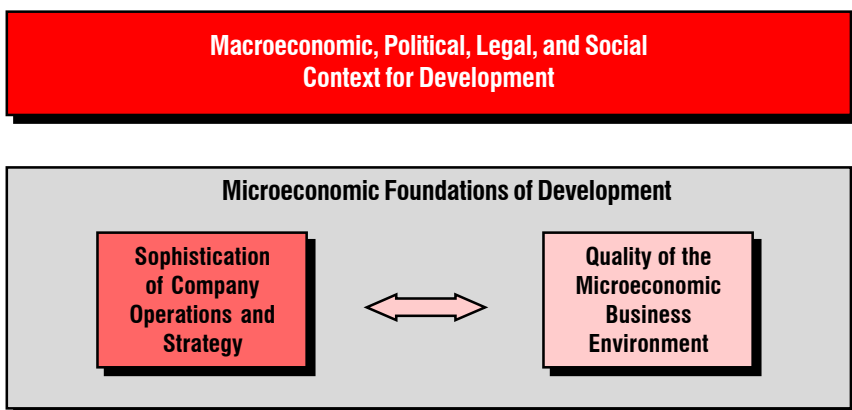 Macroeconomic, Political, Legal, and Social
Context for Development
Microeconomic Foundations of Development
Sophistication
of Company
Operations and
Strategy
Quality of the
Microeconomic
Business
Environment